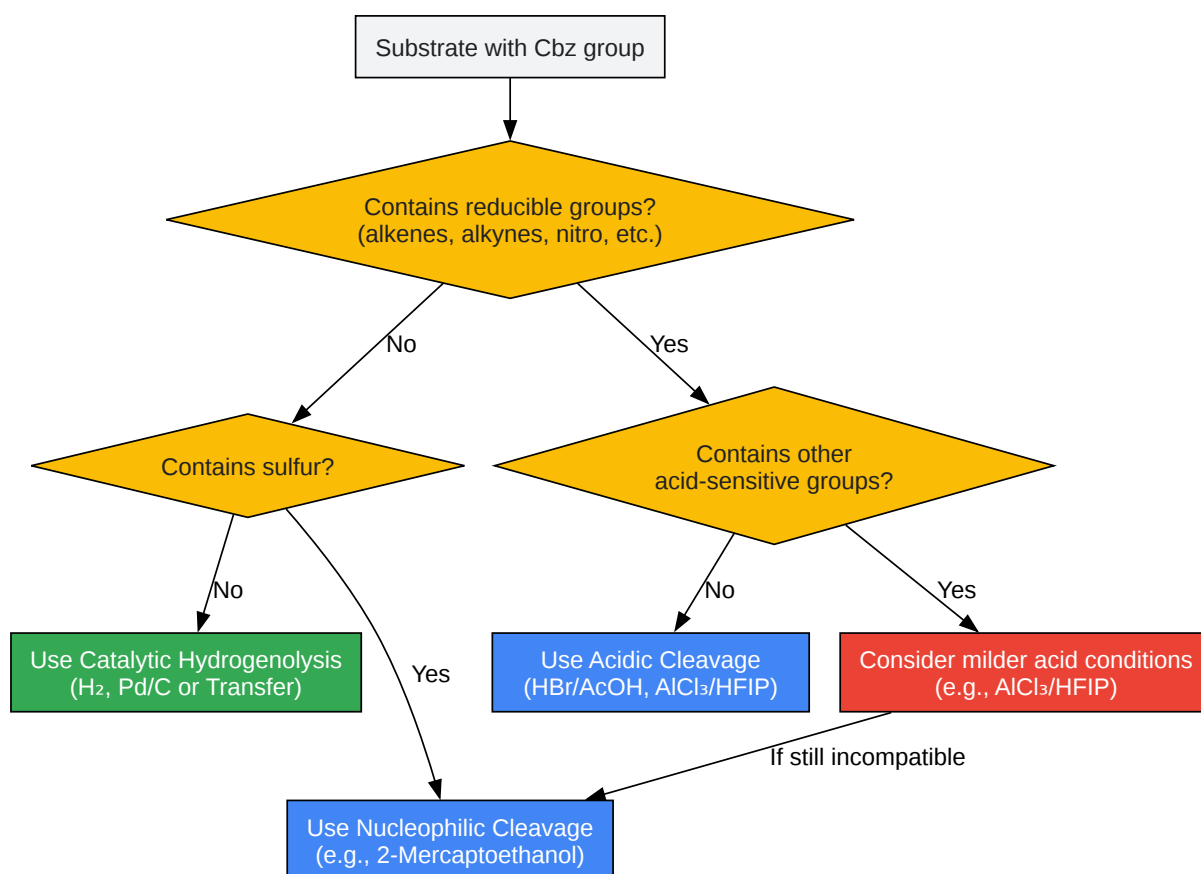 Substrate with Cbz group
Contains reducible groups?
(alkenes, alkynes, nitro, etc.)
No
Yes
Contains sulfur?
Contains other
acid-sensitive groups?
No
Yes
No
Yes
Use Catalytic Hydrogenolysis
(H₂, Pd/C or Transfer)
Use Acidic Cleavage
(HBr/AcOH, AlCl₃/HFIP)
Consider milder acid conditions
(e.g., AlCl₃/HFIP)
If still incompatible
Use Nucleophilic Cleavage
(e.g., 2-Mercaptoethanol)